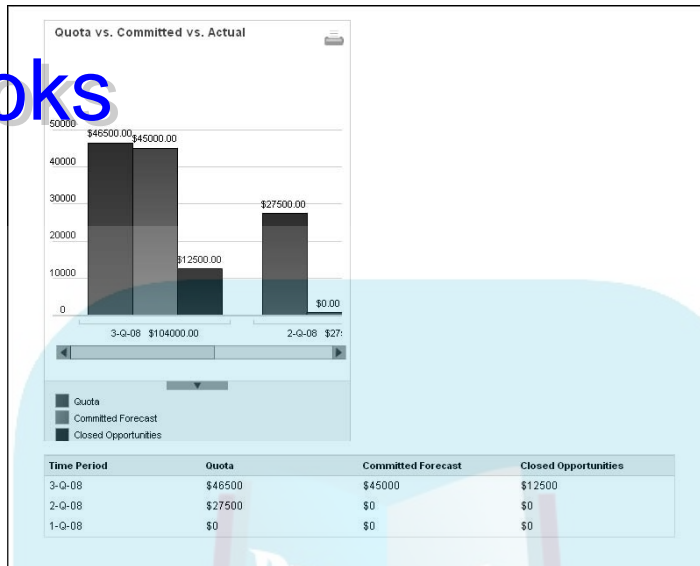 Quota vs. Committed vs. Actual
oks
50000
$46500.00
$45000.00
40000
30000
$27500.00
20000
$12500.00
10000
$0.00
0
3-Q-08 $104000.00
2-Q-08 $27
Quota
Committed Forecast
Closed Opportunities
Time Period Quota Committed Forecast Closed Opportunities
3-Q-08 $46500 $45000 $12500
2-Q-08 $27500 $0 $0
1-Q-08 $0 $0 $0